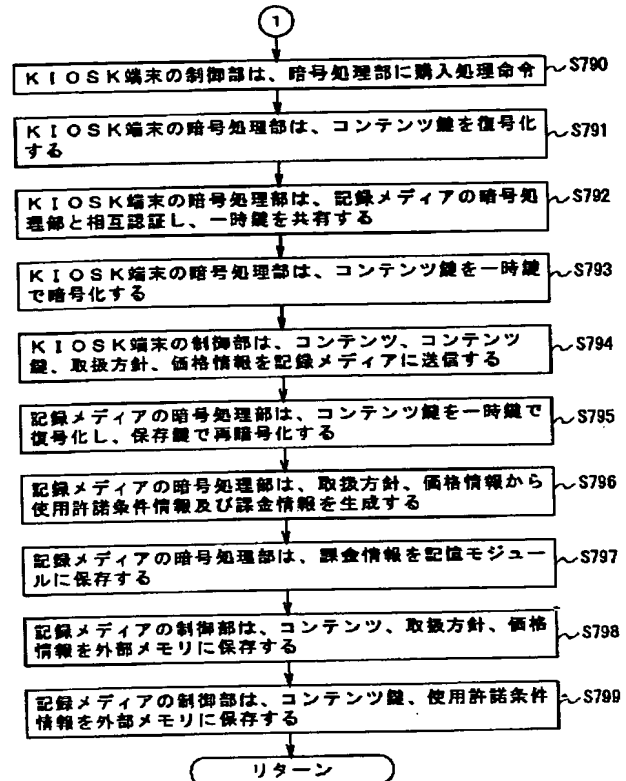 1
KIOSK端末の制御部は、暗号処理部に購入処理命令
S790
KIOSK端末の暗号処理部は、コンテンツ鍵を復号化
する
S791
KIOSK端末の暗号処理部は、記録メディアの暗号処
理部と相互認証し、一時鍵を共有する
S792
KIOSK端末の暗号処理部は、コンテンツ鍵を一時鍵
で暗号化する
S793
KIOSK端末の制御部は、コンテンツ、コンテンツ
鍵、取扱方針、価格情報を記録メディアに送信する
S794
記録メディアの暗号処理部は、コンテンツ鍵を一時鍵で
復号化し、保存鍵で再暗号化する
S795
記録メディアの暗号処理部は、取扱方針、価格情報から
使用許諾条件情報及び課金情報を生成する
S796
記録メディアの暗号処理部は、課金情報を記憶モジュー
ルに保存する
S797
記録メディアの制御部は、コンテンツ、取扱方針、価格
情報を外部メモリに保存する
S798
記録メディアの制御部は、コンテンツ鍵、使用許諾条件
情報を外部メモリに保存する
S799
リターン